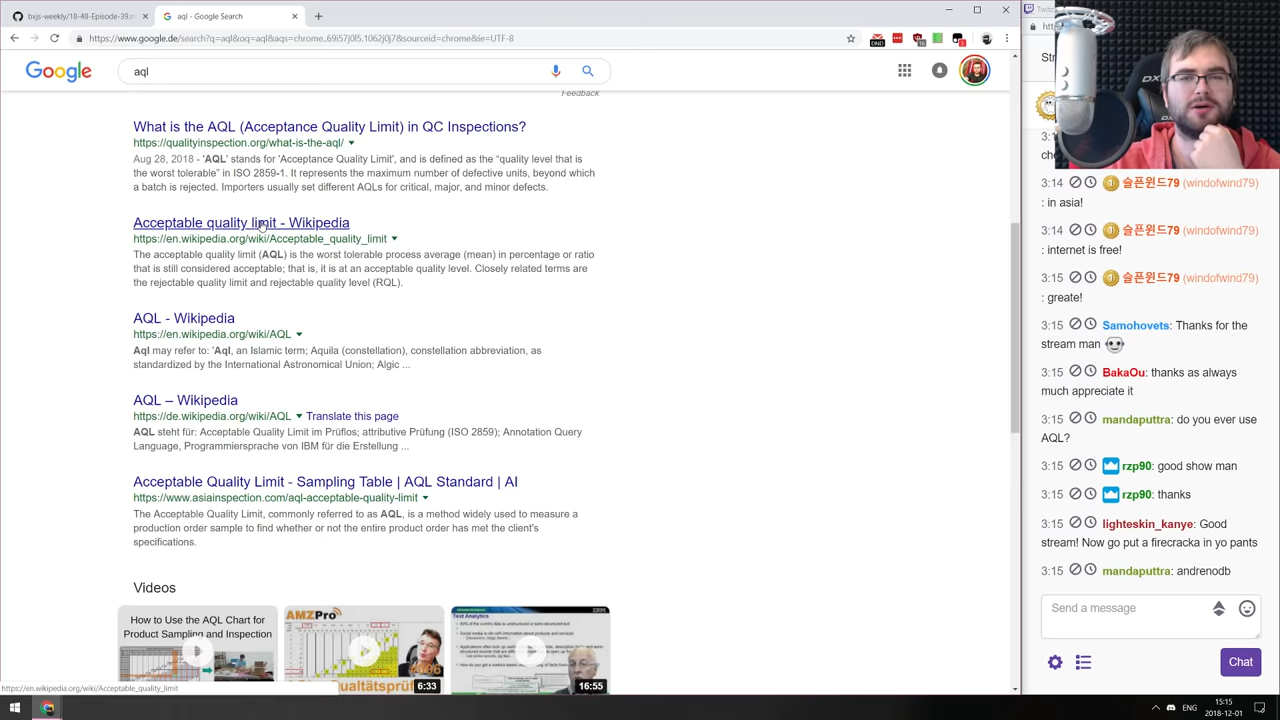 bxjs-weekly/18-48-Episode-39.m
aql - Google Search
https://www.google.de/search?q=aql&oq=aql&aqs=chrome..
sourceid=chrome&ie=UTF-8
Google
aql
Feedback
What is the AQL (Acceptance Quality Limit) in QC Inspections?
https://qualityinspection.org/what-is-the-aql/
Aug 28, 2018 - 'AQL' stands for 'Acceptance Quality Limit', and is defined as the “quality level that is
the worst tolerable” in ISO 2859-1. It represents the maximum number of defective units, beyond which
a batch is rejected. Importers usually set different AQLs for critical, major, and minor defects.
Acceptable quality limit - Wikipedia
https://en.wikipedia.org/wiki/Acceptable_quality_limit
The acceptable quality limit (AQL) is the worst tolerable process average (mean) in percentage or ratio
that is still considered acceptable; that is, it is at an acceptable quality level. Closely related terms are
the rejectable quality limit and rejectable quality level (RQL).
AQL - Wikipedia
https://en.wikipedia.org/wiki/AQL
Aql may refer to: 'Aql, an Islamic term; Aquila (constellation), constellation abbreviation, as
standardized by the International Astronomical Union; Algic ...
AQL – Wikipedia
https://de.wikipedia.org/wiki/AQL Translate this page
AQL steht für: Acceptable Quality Limit im Prüflos; attributive Prüfung (ISO 2859); Annotation Query
Language, Programmiersprache von IBM für die Erstellung ...
Acceptable Quality Limit - Sampling Table | AQL Standard | AI
https://www.asiainspection.com/aql-acceptable-quality-limit
The Acceptable Quality Limit, commonly referred to as AQL, is a method widely used to measure a
production order sample to find whether or not the entire product order has met the client's
specifications.
Videos
How to Use the AQL Chart for
Product Sampling and Inspection
AMZPro
ualitätsprüf
6:33
Text Analytics
16:55
https://en.wikipedia.org/wiki/Acceptable_quality_limit
Twitch
DX
3:14 슬픈윈드79 (windofwind79)
: in asia!
3:14 슬픈윈드79 (windofwind79)
: internet is free!
3:15 슬픈윈드79 (windofwind79)
: greate!
3:15 Samohovets: Thanks for the
stream man
3:15 BakaOu: thanks as always
much appreciate it
3:15 mandaputtra: do you ever use
AQL?
3:15 rzp90: good show man
3:15 rzp90: thanks
3:15 lighteskin_kanye: Good
stream! Now go put a firecracka in yo pants
3:15 mandaputtra: andrenodb
Send a message
Chat
ENG
15:15
2018-12-01